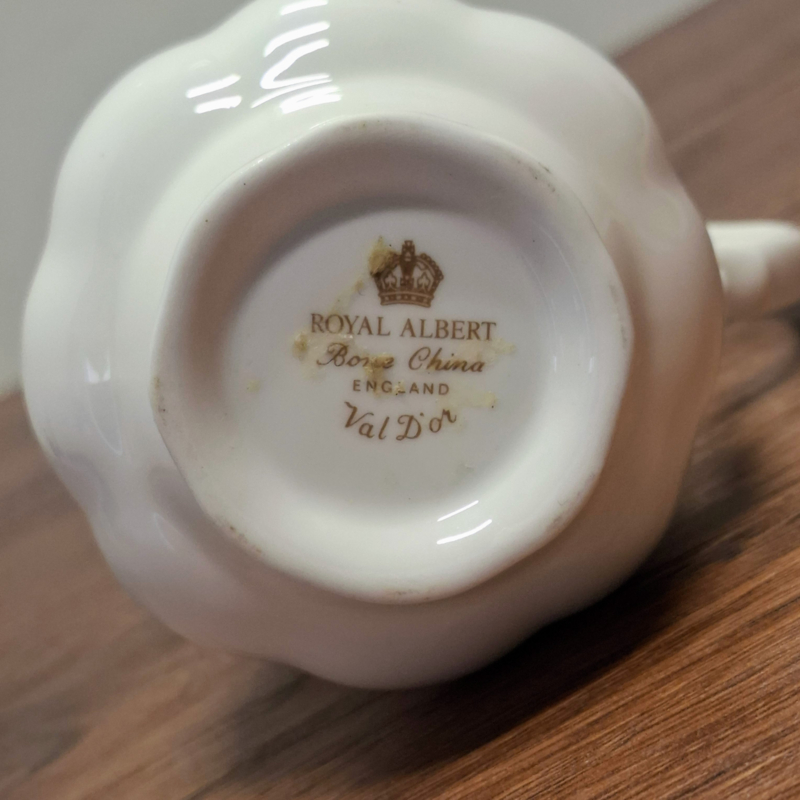 ROYAL ALBERT
Bone China
ENGLAND
Val D'or